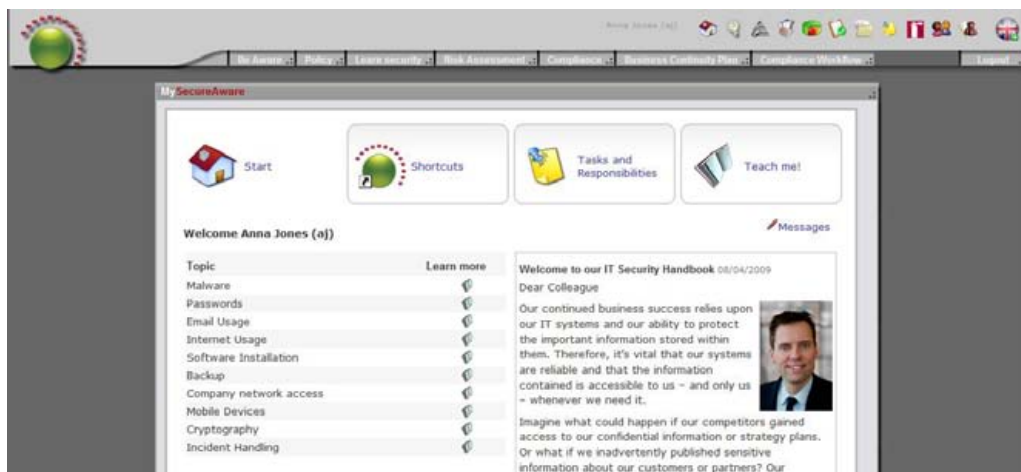 Anna Jones (aj)
Be Aware Policy Learn security Risk Assessment Compliance Business Continuity Plan Compliance Workflow Logout
MySecureAware
Start
Shortcuts
Tasks and
Responsibilities
Teach me!
Welcome Anna Jones (aj)
Messages
Topic Learn more
Malware
Passwords
Email Usage
Internet Usage
Software Installation
Backup
Company network access
Mobile Devices
Cryptography
Incident Handling
Welcome to our IT Security Handbook 08/04/2009
Dear Colleague
Our continued business success relies upon
our IT systems and our ability to protect
the important information stored within
them. Therefore, it's vital that our systems
are reliable and that the information
contained is accessible to us – and only us
– whenever we need it.
Imagine what could happen if our competitors gained
access to our confidential information or strategy plans.
Or what if we inadvertently published sensitive
information about our customers or partners? Our